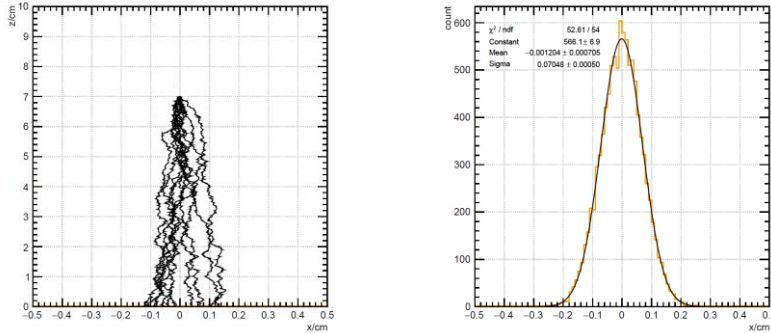 z/cm
10
9
8
7
6
5
4
3
2
1
0
−0.5 −0.4 −0.3 −0.2 −0.1 0 0.1 0.2 0.3 0.4 0.5
x/cm
count
600
500
400
300
200
100
0
χ² / ndf 52.61 / 54
Constant 566.1± 6.9
Mean −0.001204 ± 0.000705
Sigma 0.07048 ± 0.00050
−0.5 −0.4 −0.3 −0.2 −0.1 0 0.1 0.2 0.3 0.4 0.
x/cm